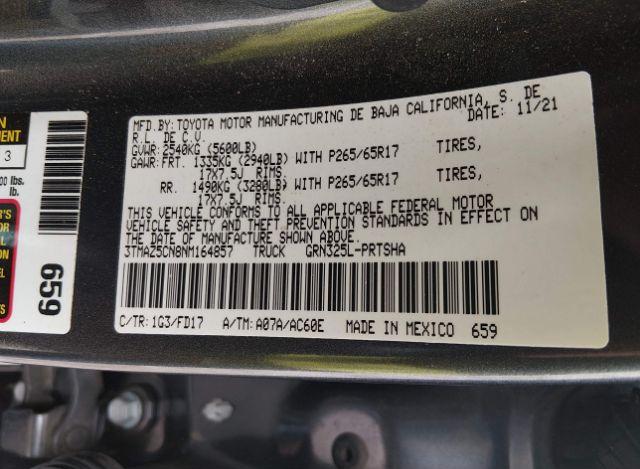 MFD. BY: TOYOTA MOTOR MANUFACTURING DE BAJA CALIFORNIA, S. DE
R.L. DE C.V. DATE: 11/21
GVWR: 2540KG (5600LB)
GAWR: FRT. 1335KG (2940LB) WITH P265/65R17 TIRES,
17X7.5J RIMS.
RR. 1490KG (3280LB) WITH P265/65R17 TIRES,
17X7.5J RIMS.
THIS VEHICLE CONFORMS TO ALL APPLICABLE FEDERAL MOTOR
VEHICLE SAFETY AND THEFT PREVENTION STANDARDS IN EFFECT ON
THE DATE OF MANUFACTURE SHOWN ABOVE.
3TMAZ5CN8NM164857 TRUCK GRN325L-PRTSHA
C/TR: 1G3/FD17 A/TM: A07A/AC60E MADE IN MEXICO 659
3
00 lbs.
lb.
659